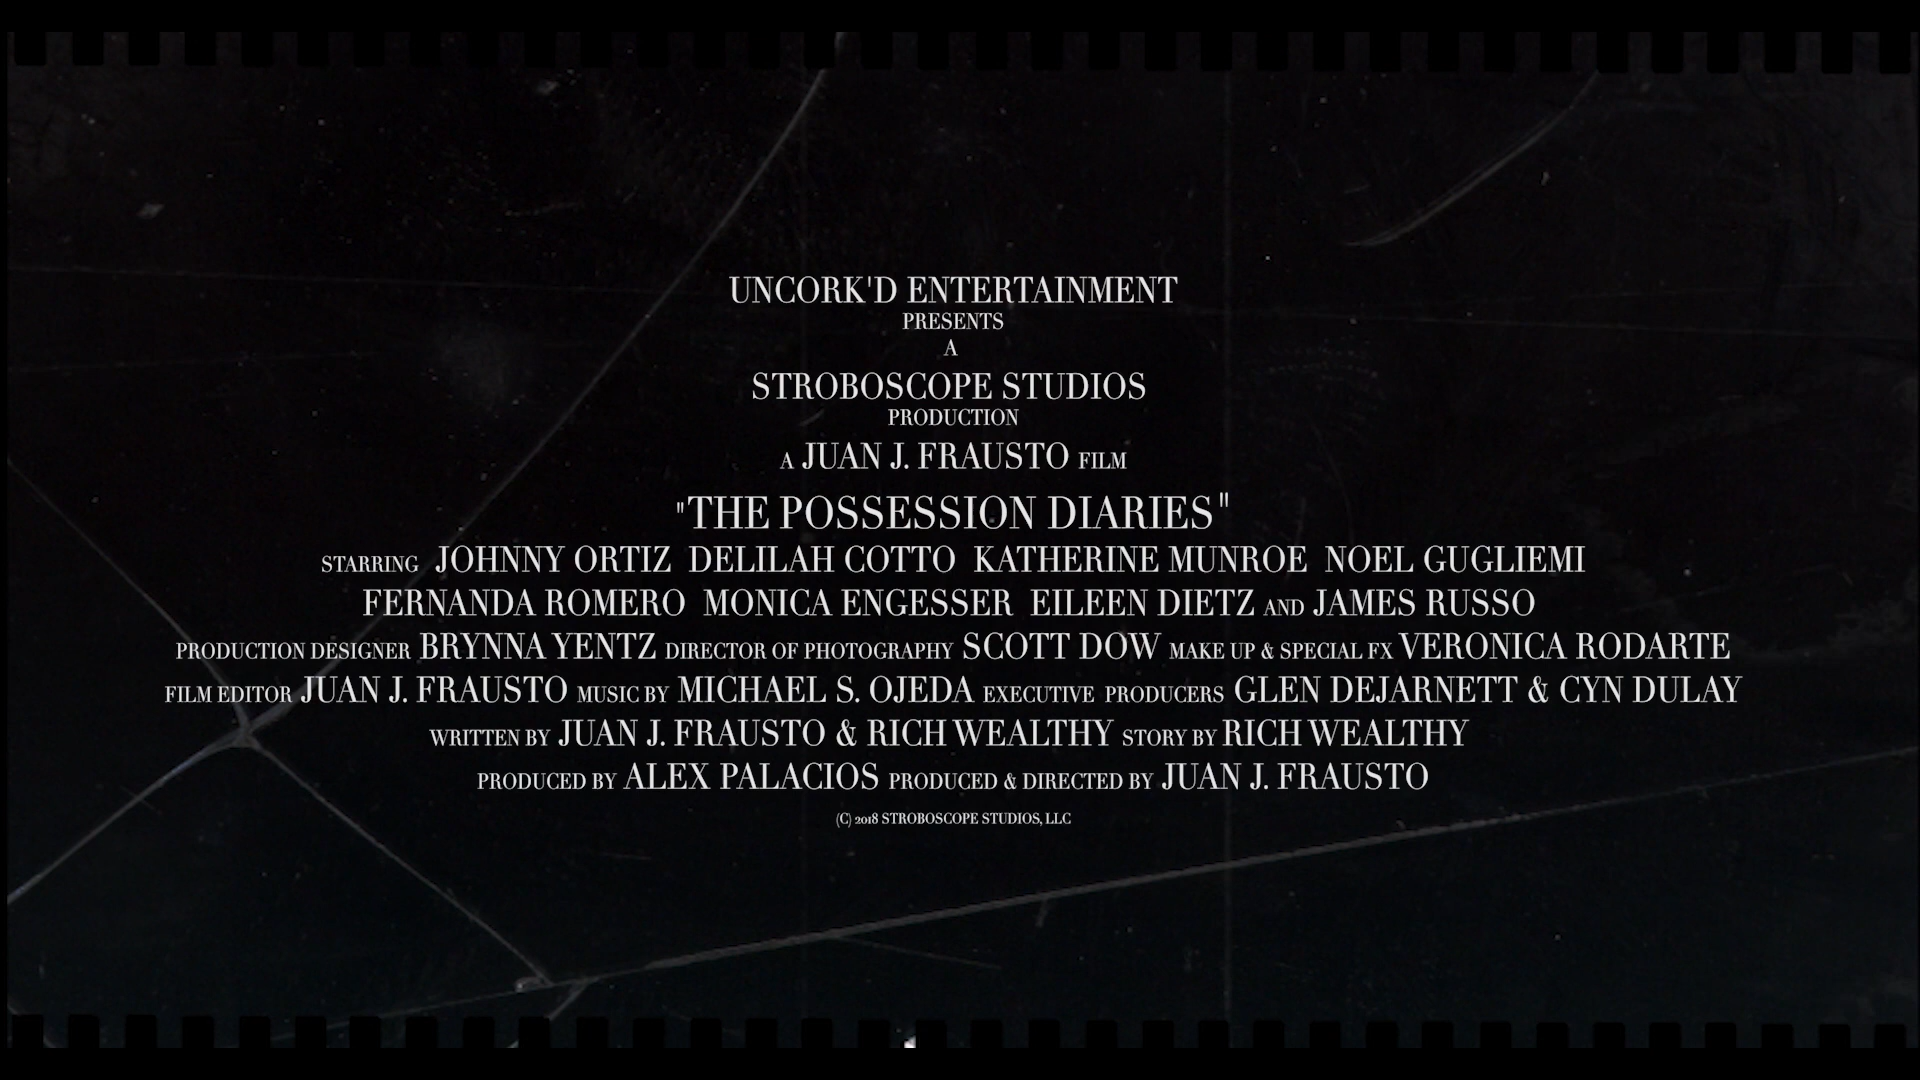 UNCORK'D ENTERTAINMENT
PRESENTS
A
STROBOSCOPE STUDIOS
PRODUCTION
A JUAN J. FRAUSTO FILM
"THE POSSESSION DIARIES"
STARRING JOHNNY ORTIZ DELILAH COTTO KATHERINE MUNROE NOEL GUGLIEMI
FERNANDA ROMERO MONICA ENGESSER EILEEN DIETZ AND JAMES RUSSO
PRODUCTION DESIGNER BRYNNA YENTZ DIRECTOR OF PHOTOGRAPHY SCOTT DOW MAKE UP & SPECIAL FX VERONICA RODARTE
FILM EDITOR JUAN J. FRAUSTO MUSIC BY MICHAEL S. OJEDA EXECUTIVE PRODUCERS GLEN DEJARNETT & CYN DULAY
WRITTEN BY JUAN J. FRAUSTO & RICH WEALTHY STORY BY RICH WEALTHY
PRODUCED BY ALEX PALACIOS PRODUCED & DIRECTED BY JUAN J. FRAUSTO
(C) 2018 STROBOSCOPE STUDIOS, LLC